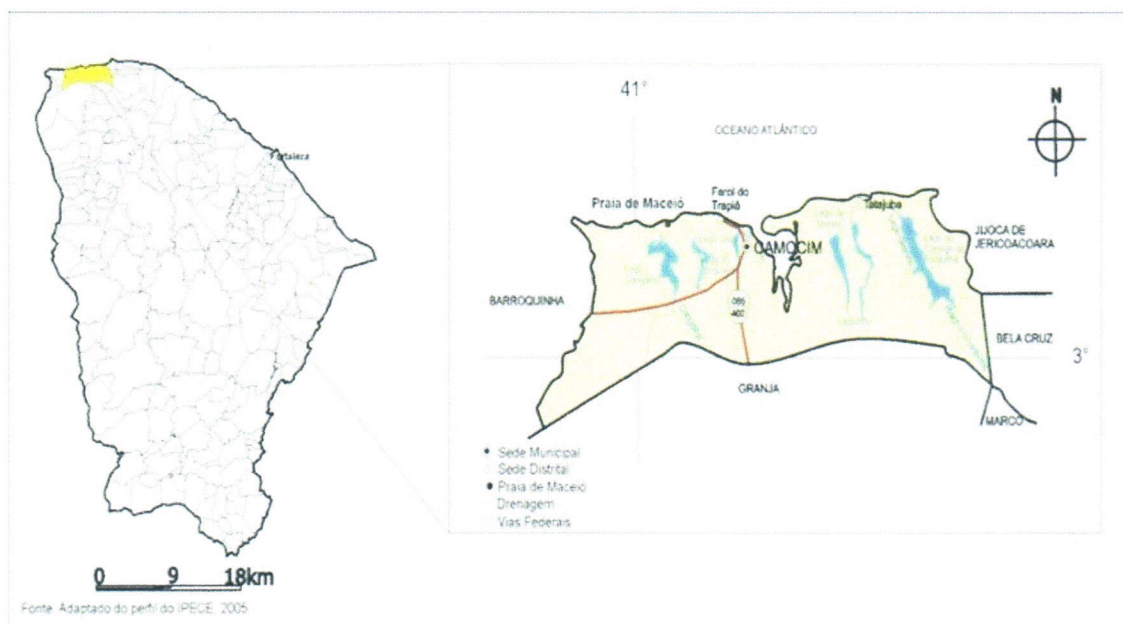 Fortaleza
0 9 18km
Fonte: Adaptado do perfil do IPECE, 2005
41°
OCEANO ATLÂNTICO
N
Praia de Maceió
Farol do
Trapiá
Tatajuba
CAMOCIM
JIJOCA DE
JERICOACOARA
BARROQUINHA
085
-402
BELA CRUZ
3°
GRANJA
MARCO
Sede Municipal
Sede Distrital
Praia de Maceió
Drenagem
Vias Federais